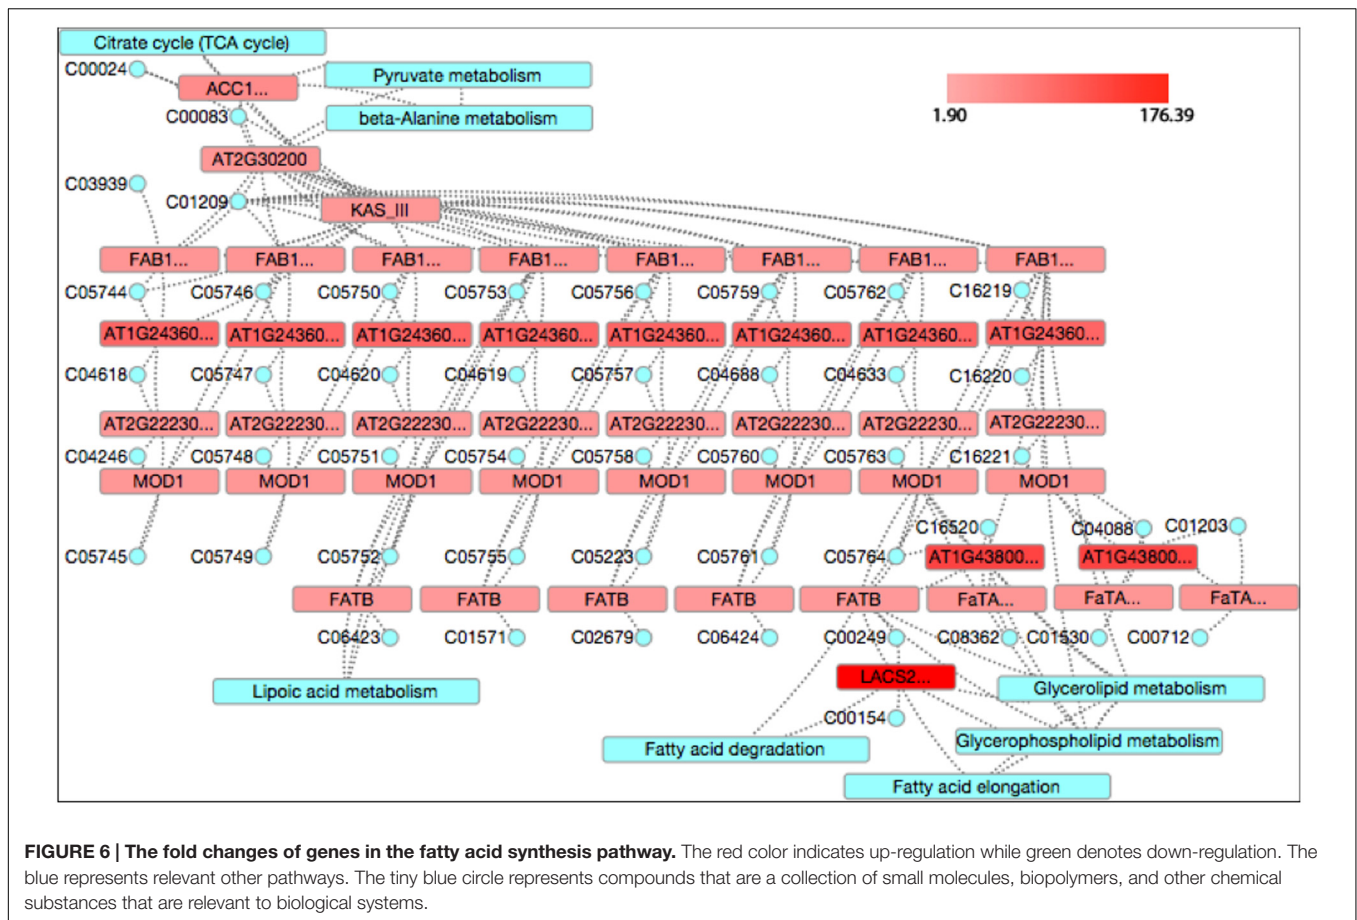 Citrate cycle (TCA cycle)
C00024
Pyruvate metabolism
ACC1...
C00083
beta-Alanine metabolism
1.90 176.39
AT2G30200
C03939
C01209
KAS_III
FAB1... FAB1... FAB1... FAB1... FAB1... FAB1... FAB1... FAB1...
C05744 C05746 C05750 C05753 C05756 C05759 C05762 C16219
AT1G24360... AT1G24360... AT1G24360... AT1G24360... AT1G24360... AT1G24360... AT1G24360... AT1G24360...
C04618 C05747 C04620 C04619 C05757 C04688 C04633 C16220
AT2G22230... AT2G22230... AT2G22230... AT2G22230... AT2G22230... AT2G22230... AT2G22230... AT2G22230...
C04246 C05748 C05751 C05754 C05758 C05760 C05763 C16221
MOD1 MOD1 MOD1 MOD1 MOD1 MOD1 MOD1 MOD1
C16520 C04088 C01203
C05745 C05749 C05752 C05755 C05223 C05761 C05764 AT1G43800... AT1G43800...
FATB FATB FATB FATB FATB FaTA... FaTA... FaTA...
C06423 C01571 C02679 C06424 C00249 C08362 C01530 C00712
LACS2...
Lipoic acid metabolism
Glycerolipid metabolism
C00154
Glycerophospholipid metabolism
Fatty acid degradation
Fatty acid elongation
FIGURE 6 | The fold changes of genes in the fatty acid synthesis pathway. The red color indicates up-regulation while green denotes down-regulation. The
blue represents relevant other pathways. The tiny blue circle represents compounds that are a collection of small molecules, biopolymers, and other chemical
substances that are relevant to biological systems.